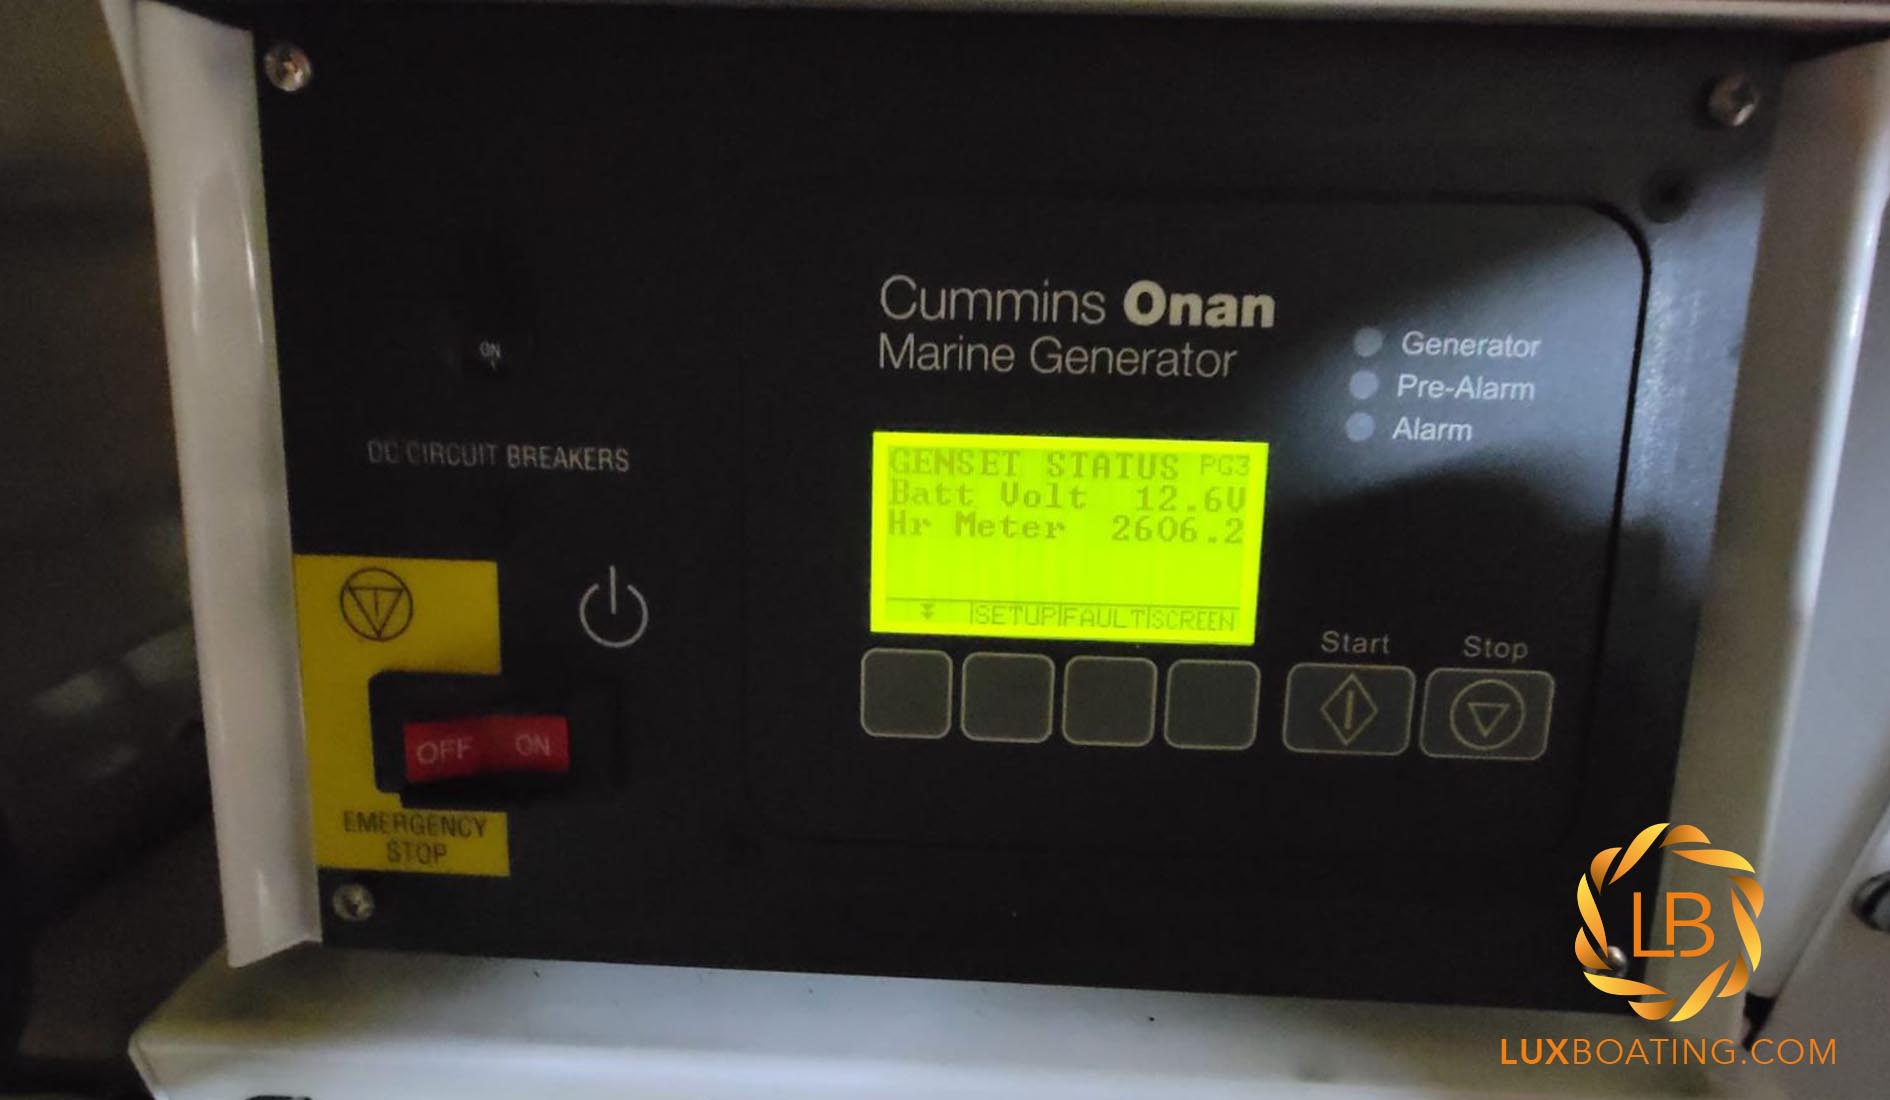 ON
DC CIRCUIT BREAKERS
OFF ON
EMERGENCY
STOP
Cummins Onan
Marine Generator
Generator
Pre-Alarm
Alarm
GENSET STATUS PG3
Batt Volt 12.6V
Hr Meter 2606.2
SETUP FAULT SCREEN
Start Stop
LB
LUXBOATING.COM